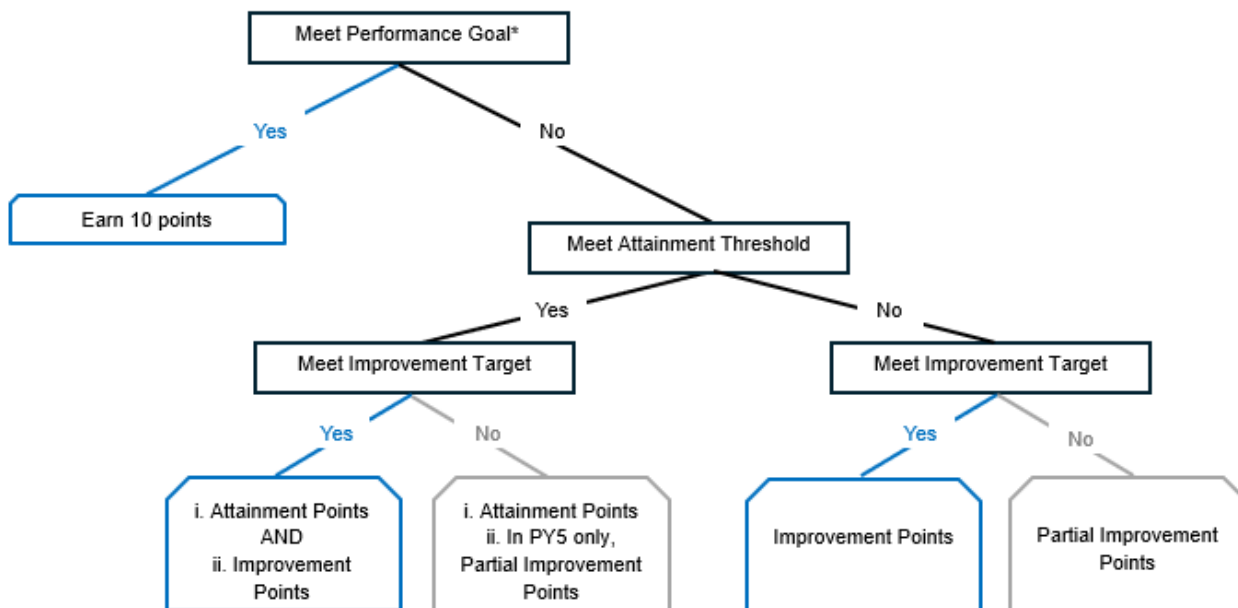 Meet Performance Goal*
Yes
No
Earn 10 points
Meet Attainment Threshold
Yes
No
Meet Improvement Target
Meet Improvement Target
Yes
No
Yes
No
i. Attainment Points
AND
ii. Improvement
Points
i. Attainment Points
ii. In PY5 only,
Partial Improvement
Points
Improvement Points
Partial Improvement
Points